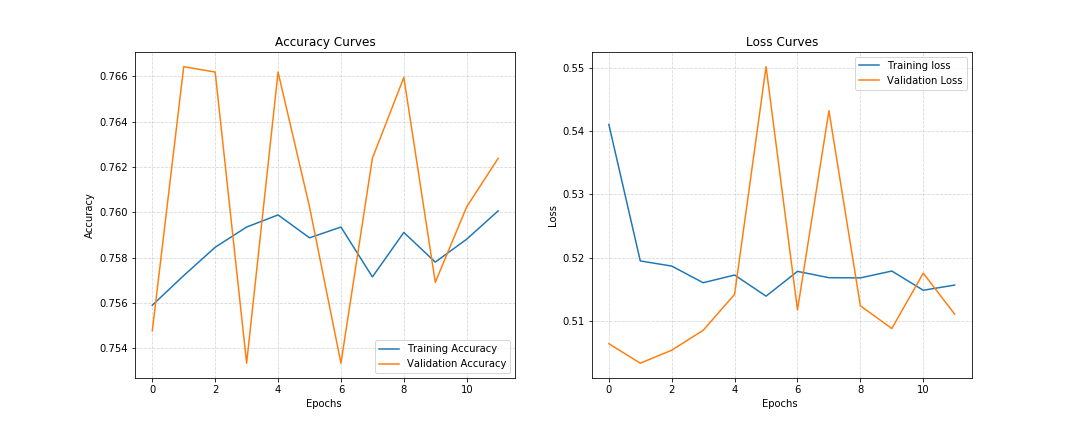 Accuracy Curves
0.766
0.764
0.762
0.760
0.758
0.756
0.754
Accuracy
0 2 4 6 8 10
Epochs
Training Accuracy
Validation Accuracy
Loss Curves
0.55
0.54
0.53
0.52
0.51
Loss
0 2 4 6 8 10
Epochs
Training loss
Validation Loss